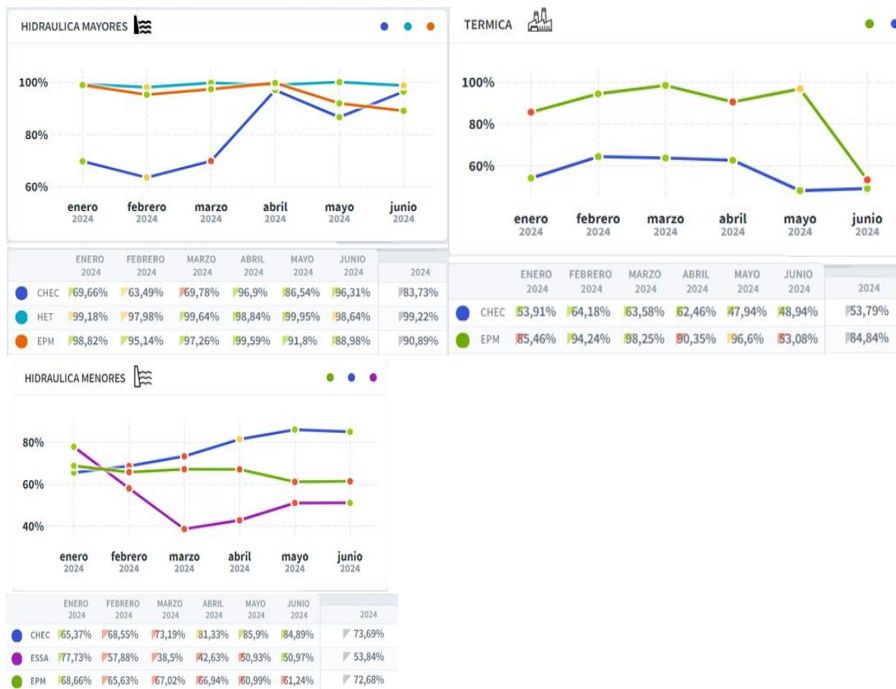 HIDRAULICA MAYORES
100%
80%
60%
enero febrero marzo abril mayo junio
2024 2024 2024 2024 2024 2024
ENERO FEBRERO MARZO ABRIL MAYO JUNIO
2024 2024 2024 2024 2024 2024 2024
CHEC 69,66% 63,49% 69,78% 96,9% 86,54% 96,31% 83,73%
HET 99,18% 97,98% 99,64% 98,84% 99,95% 98,64% 99,22%
EPM 98,82% 95,14% 97,26% 99,59% 91,8% 88,98% 90,89%
TERMICA
100%
80%
60%
enero febrero marzo abril mayo junio
2024 2024 2024 2024 2024 2024
ENERO FEBRERO MARZO ABRIL MAYO JUNIO
2024 2024 2024 2024 2024 2024 2024
CHEC 53,91% 64,18% 63,58% 62,46% 47,94% 48,94% 53,79%
EPM 85,46% 94,24% 98,25% 90,35% 96,6% 53,08% 84,84%
HIDRAULICA MENORES
80%
60%
40%
enero febrero marzo abril mayo junio
2024 2024 2024 2024 2024 2024
ENERO FEBRERO MARZO ABRIL MAYO JUNIO
2024 2024 2024 2024 2024 2024 2024
CHEC 65,37% 68,55% 73,19% 81,33% 85,9% 84,89% 73,69%
ESSA 77,73% 57,88% 38,5% 42,63% 50,93% 50,97% 53,84%
EPM 68,66% 65,63% 67,02% 66,94% 60,99% 61,24% 72,68%